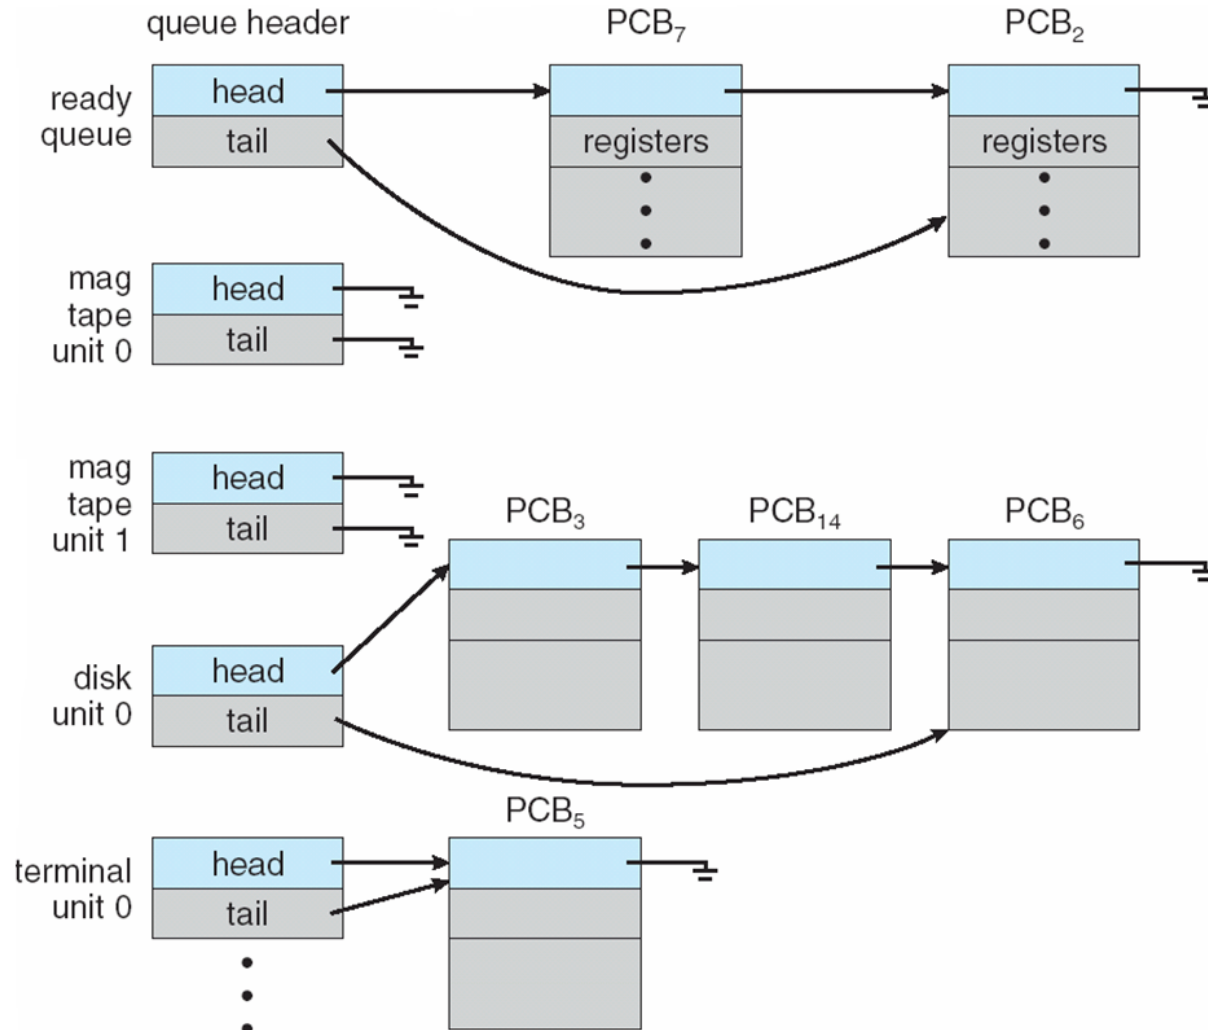 queue header
PCB7
PCB2
ready
queue
head
tail
registers
registers
mag
tape
unit 0
head
tail
mag
tape
unit 1
head
tail
PCB3
PCB14
PCB6
disk
unit 0
head
tail
PCB5
terminal
unit 0
head
tail